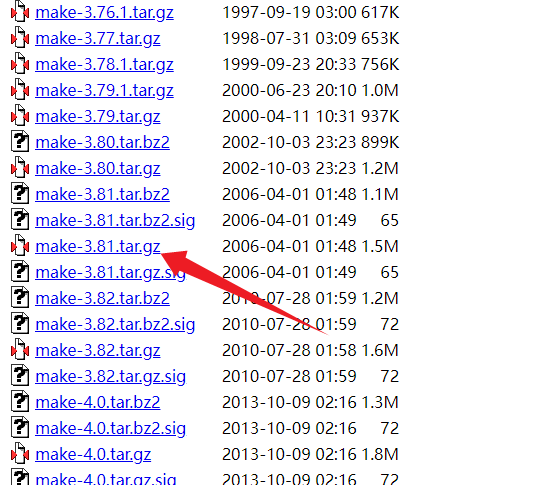 make-3.76.1.tar.gz 1997-09-19 03:00 617K
make-3.77.tar.gz 1998-07-31 03:09 653K
make-3.78.1.tar.gz 1999-09-23 20:33 756K
make-3.79.1.tar.gz 2000-06-23 20:10 1.0M
make-3.79.tar.gz 2000-04-11 10:31 937K
make-3.80.tar.bz2 2002-10-03 23:23 899K
make-3.80.tar.gz 2002-10-03 23:23 1.2M
make-3.81.tar.bz2 2006-04-01 01:48 1.1M
make-3.81.tar.bz2.sig 2006-04-01 01:49 65
make-3.81.tar.gz 2006-04-01 01:48 1.5M
make-3.81.tar.gz.sig 2006-04-01 01:49 65
make-3.82.tar.bz2 2010-07-28 01:59 1.2M
make-3.82.tar.bz2.sig 2010-07-28 01:59 72
make-3.82.tar.gz 2010-07-28 01:58 1.6M
make-3.82.tar.gz.sig 2010-07-28 01:59 72
make-4.0.tar.bz2 2013-10-09 02:16 1.3M
make-4.0.tar.bz2.sig 2013-10-09 02:16 72
make-4.0.tar.gz 2013-10-09 02:16 1.8M
make-4.0.tar.gz.sig 2013-10-09 02:16 72